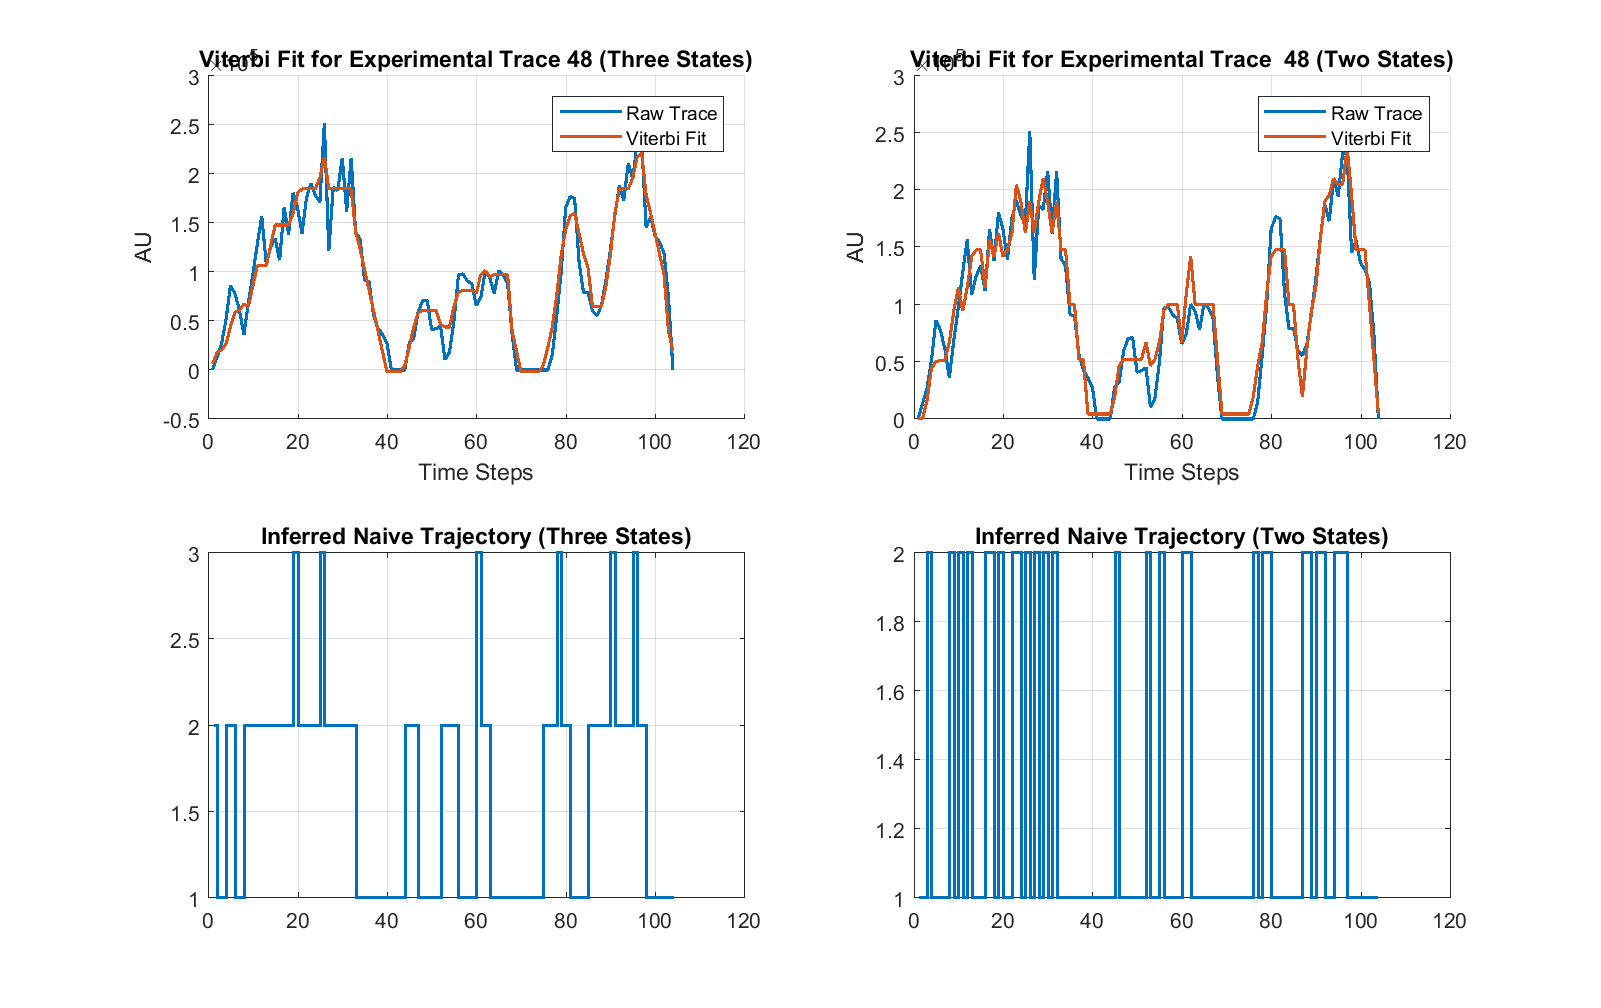 Viterbi Fit for Experimental Trace 48 (Three States)
×10^5
3
2.5
2
1.5
1
0.5
0
-0.5
AU
Raw Trace
Viterbi Fit
0 20 40 60 80 100 120
Time Steps
Viterbi Fit for Experimental Trace 48 (Two States)
×10^5
3
2.5
2
1.5
1
0.5
0
AU
Raw Trace
Viterbi Fit
0 20 40 60 80 100 120
Time Steps
Inferred Naive Trajectory (Three States)
3
2.5
2
1.5
1
0 20 40 60 80 100 120
Inferred Naive Trajectory (Two States)
2
1.8
1.6
1.4
1.2
1
0 20 40 60 80 100 120